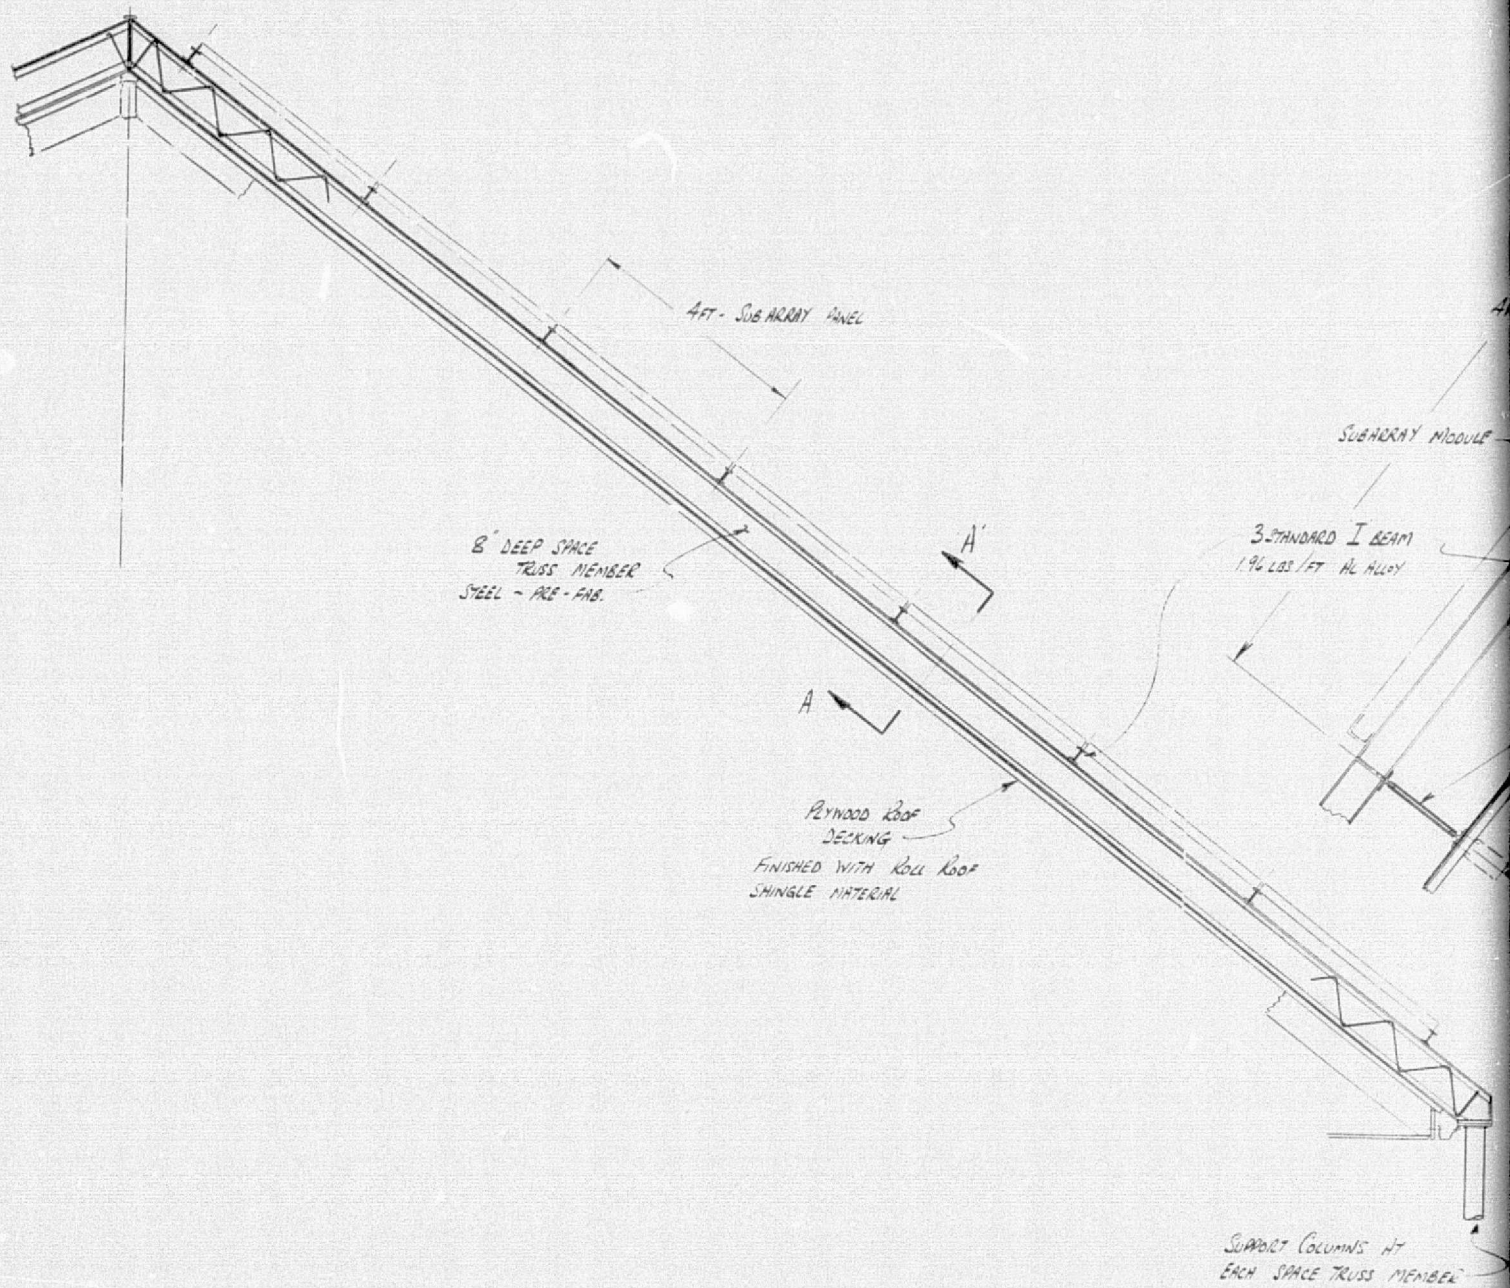 4FT - SUBARRAY PANEL
SUBARRAY MODULE
3 STANDARD I BEAM
1.96 LBS/FT AL ALLOY
8" DEEP SPACE
TRUSS MEMBER
STEEL - PRE-FAB.
A'
A
PLYWOOD ROOF
DECKING
FINISHED WITH ROLL ROOF
SHINGLE MATERIAL
SUPPORT COLUMNS AT
EACH SPACE TRUSS MEMBER